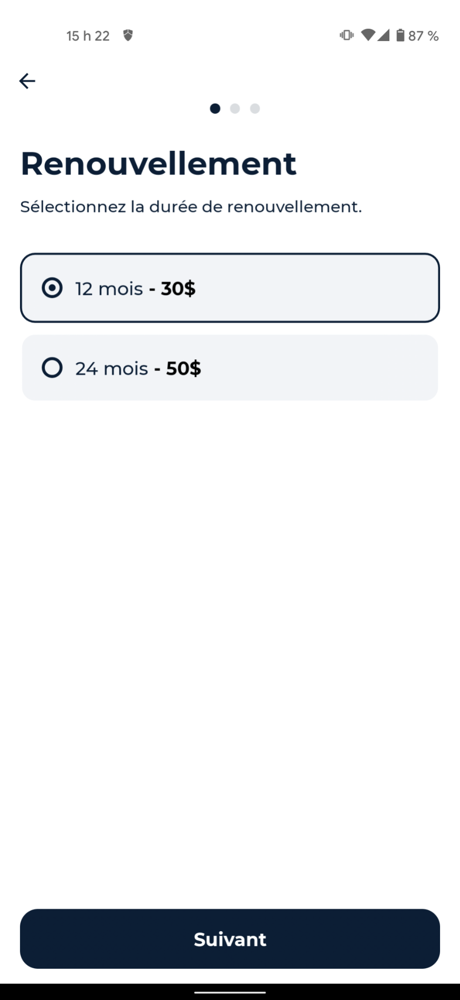 15 h 22
87 %
Renouvellement
Sélectionnez la durée de renouvellement.
12 mois - 30$
24 mois - 50$
Suivant